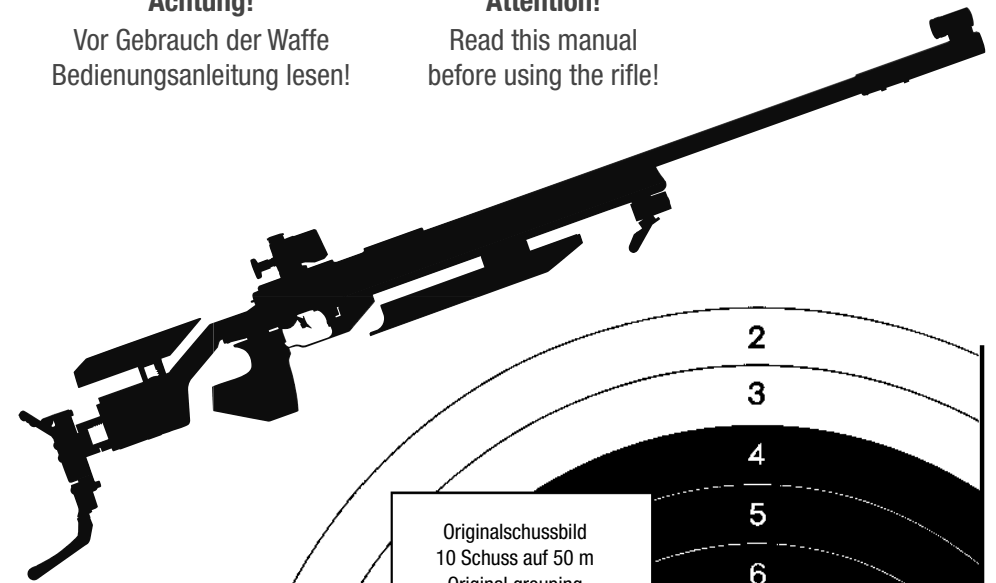 Achtung!
Vor Gebrauch der Waffe
Bedienungsanleitung lesen!
Attention!
Read this manual
before using the rifle!
2
3
4
5
6
Originalschussbild
10 Schuss auf 50 m
Original grouping